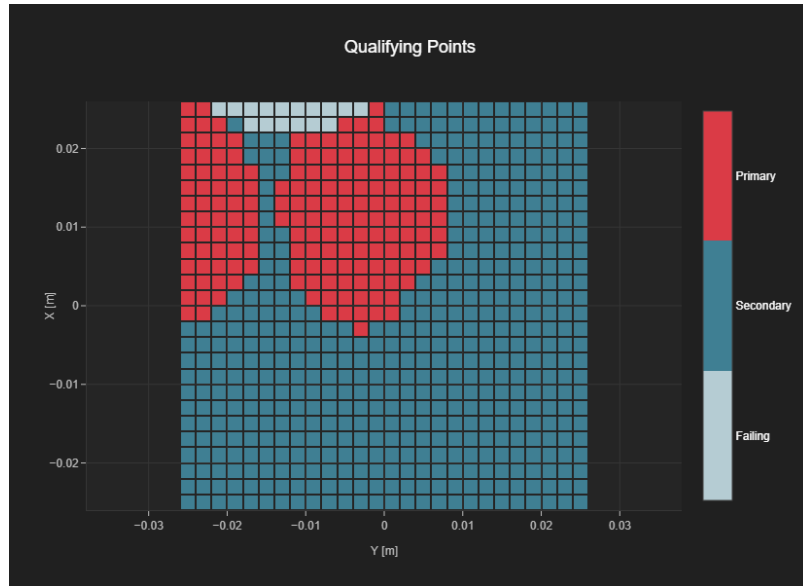 Qualifying Points
0.02
0.01
0
−0.01
−0.02
X [m]
−0.03
−0.02
−0.01
0
0.01
0.02
0.03
Y [m]
Primary
Secondary
Failing